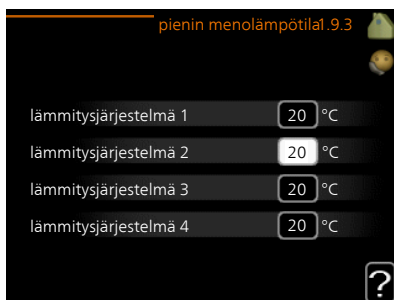 pienin menolämpötila1.9.3
lämmitysjärjestelmä 1 20 °C
lämmitysjärjestelmä 2 20 °C
lämmitysjärjestelmä 3 20 °C
lämmitysjärjestelmä 4 20 °C
?